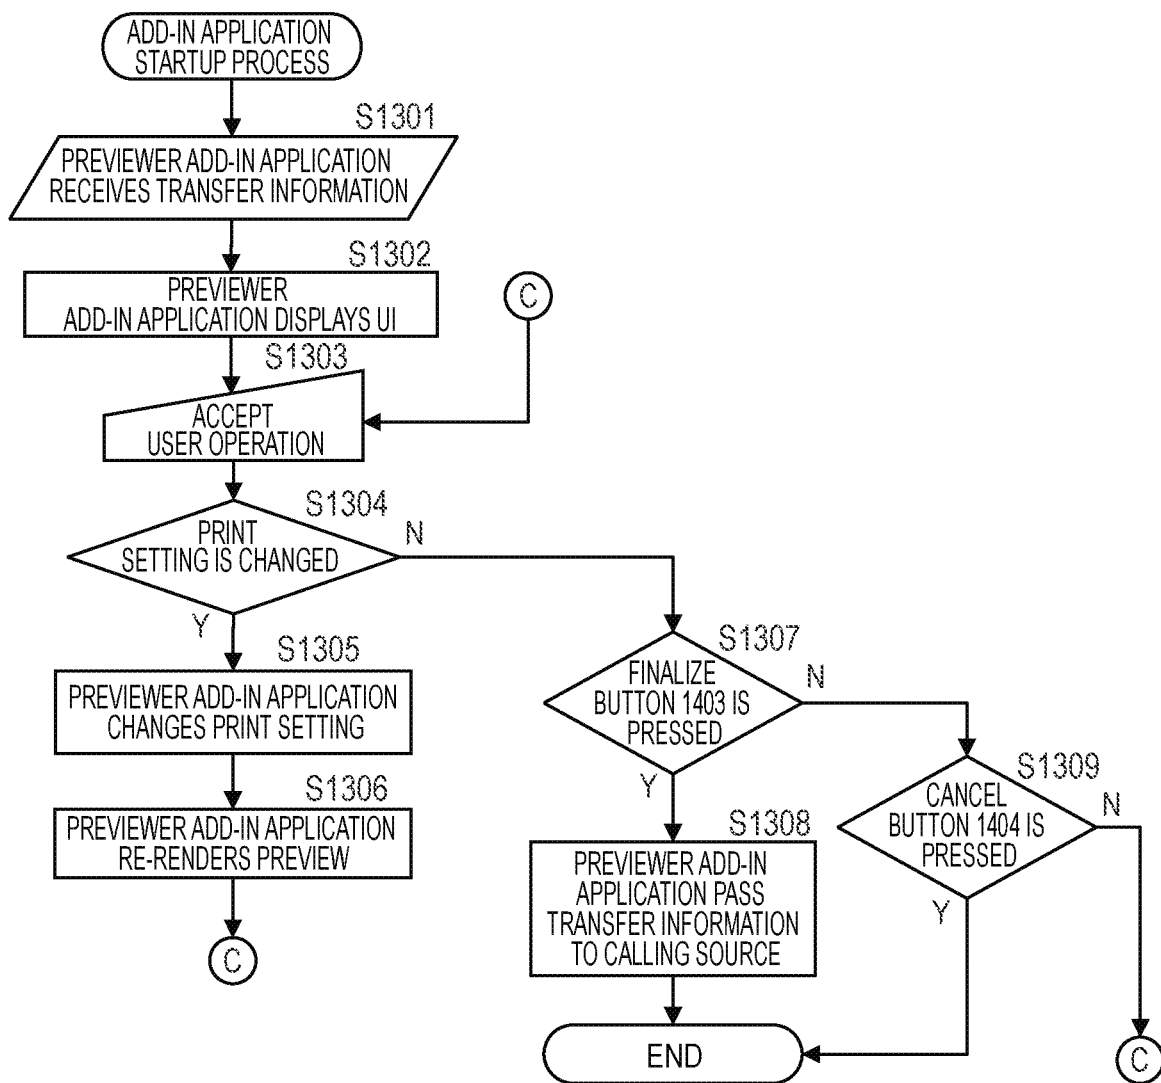 ADD-IN APPLICATION
STARTUP PROCESS
S1301
PREVIEWER ADD-IN APPLICATION
RECEIVES TRANSFER INFORMATION
S1302
PREVIEWER
ADD-IN APPLICATION DISPLAYS UI
C
S1303
ACCEPT
USER OPERATION
S1304
PRINT
SETTING IS CHANGED
N
Y
S1305
PREVIEWER ADD-IN APPLICATION
CHANGES PRINT SETTING
S1306
PREVIEWER ADD-IN APPLICATION
RE-RENDERS PREVIEW
C
S1307
FINALIZE
BUTTON 1403 IS
PRESSED
N
Y
S1308
PREVIEWER ADD-IN
APPLICATION PASS
TRANSFER INFORMATION
TO CALLING SOURCE
S1309
CANCEL
BUTTON 1404 IS
PRESSED
N
Y
END
C